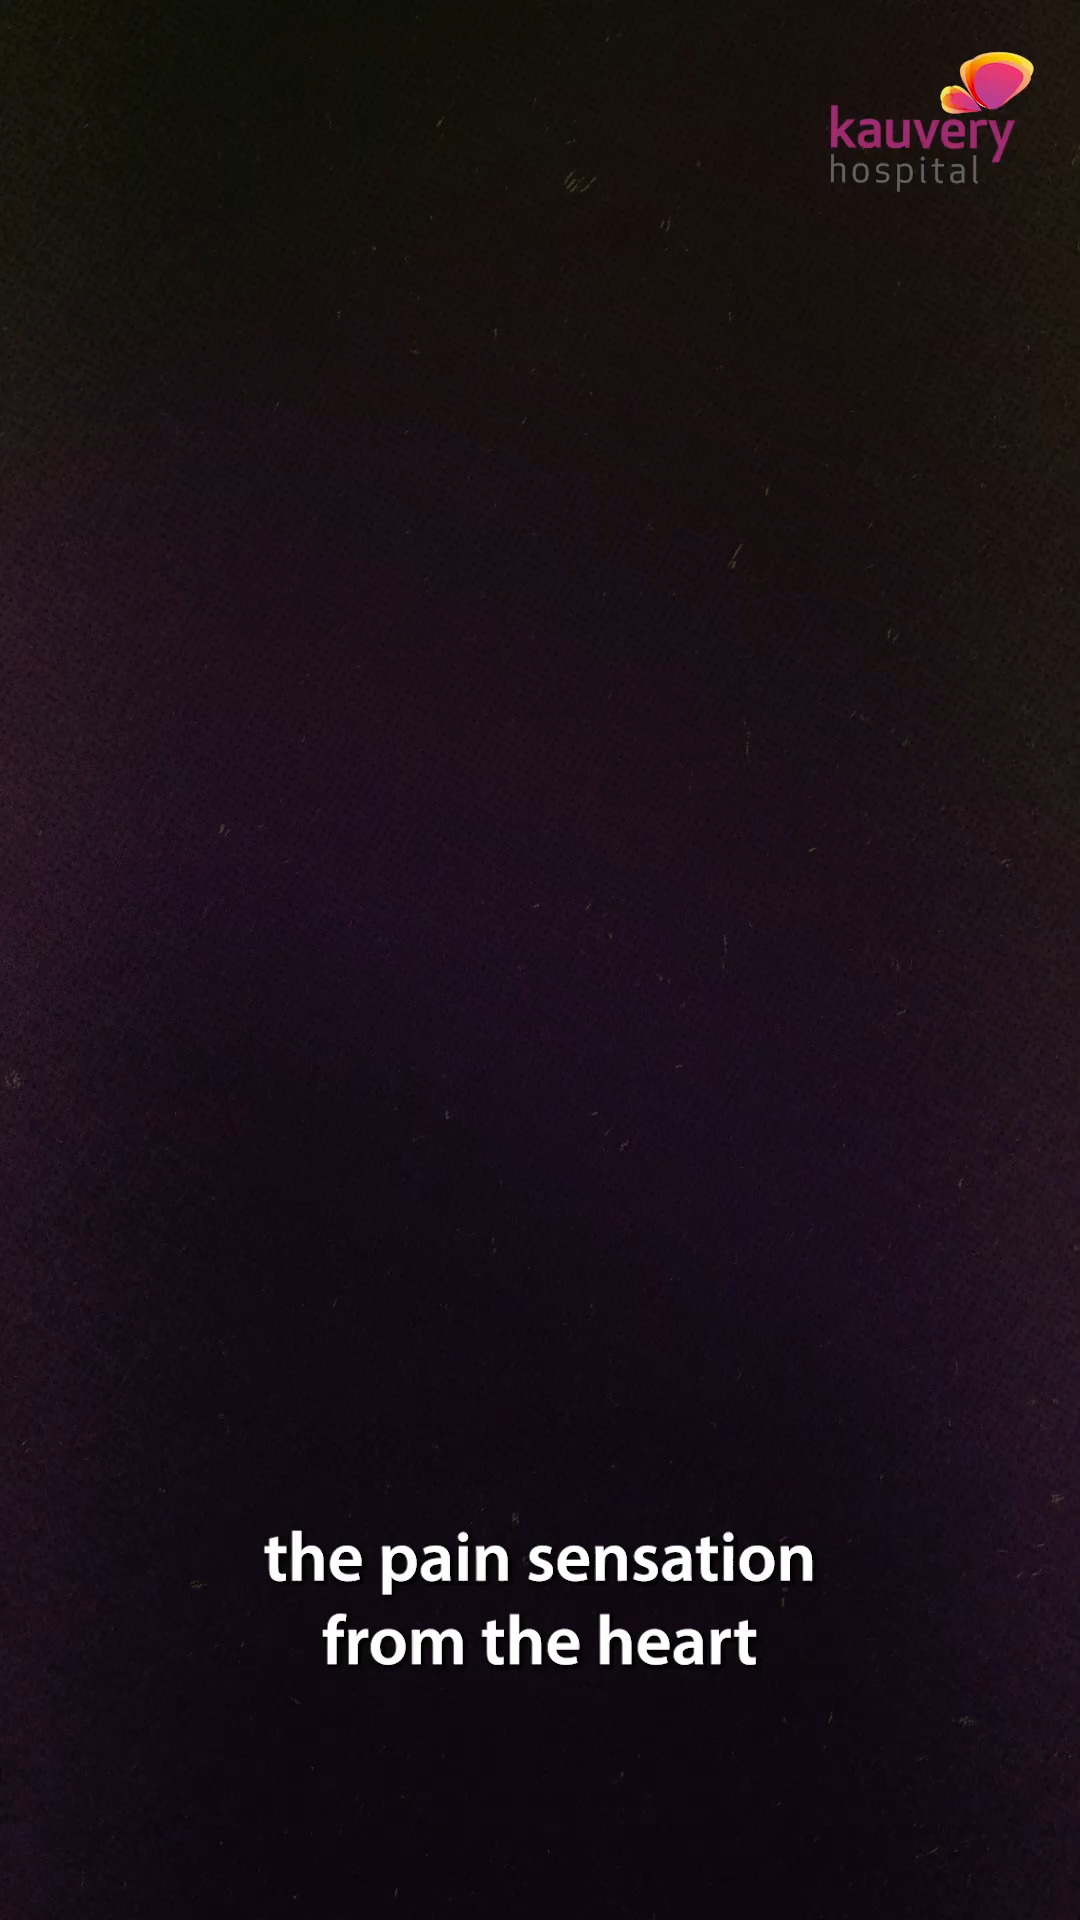 kauvery
hospital
the pain sensation
from the heart